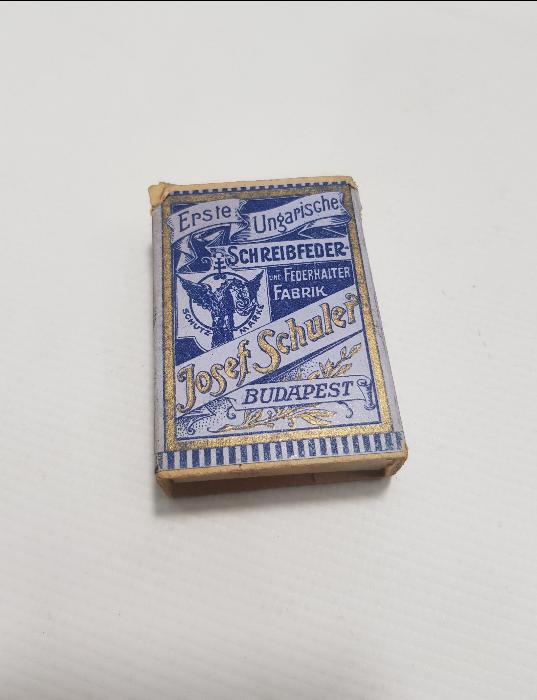 Erste Ungarische
SCHREIBFEDER-
UND FEDERHALTER
FABRIK
SCHUTZ MARKE
Josef Schuler
BUDAPEST